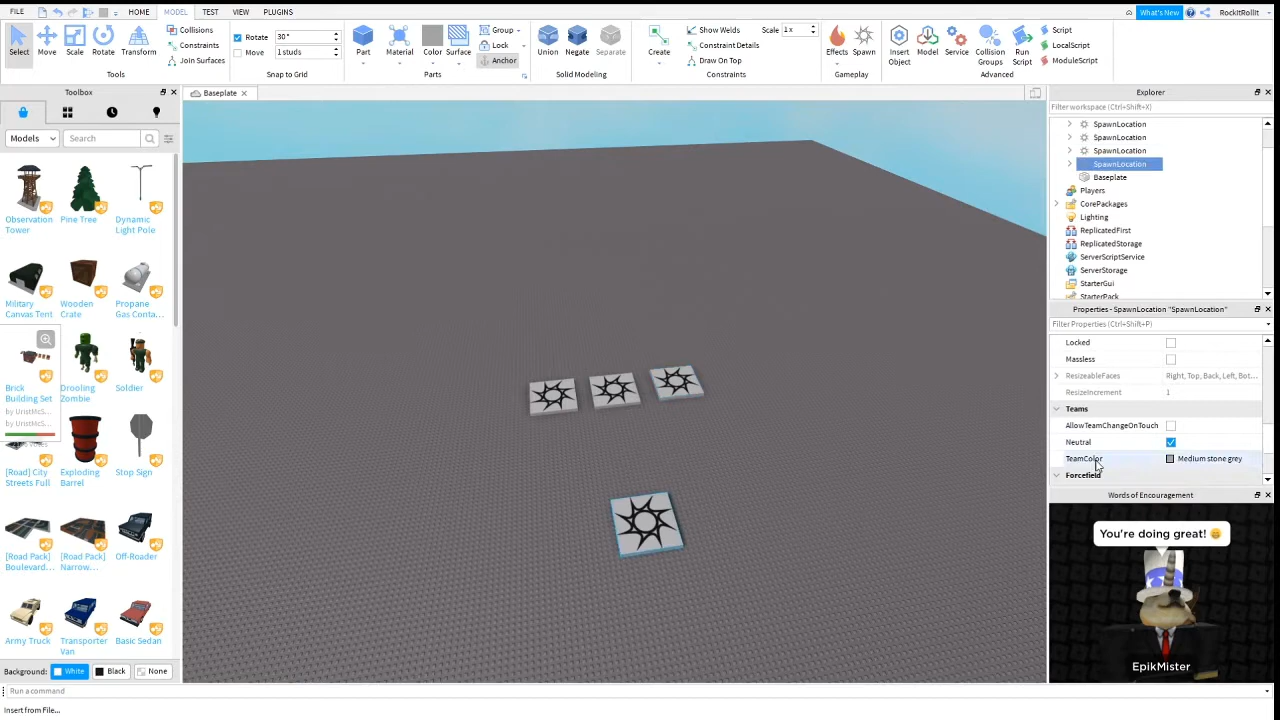 FILE HOME MODEL TEST VIEW PLUGINS What's New RockitRollit
Select Move Scale Rotate Transform
Collisions
Constraints
Join Surfaces
Tools
Rotate 30°
Move 1 studs
Snap to Grid
Part Material Color Surface
Group
Lock
Anchor
Parts
Union Negate Separate
Solid Modeling
Create
Show Welds
Constraint Details
Draw On Top
Scale 1 x
Constraints
Effects Spawn
Gameplay
Insert Object
Model
Service
Collision Groups
Run Script
Script
LocalScript
ModuleScript
Advanced
Toolbox
Models
Search
Observation Tower
Pine Tree
Dynamic Light Pole
Military Canvas Tent
Wooden Crate
Propane Gas Conta...
Brick Building Set
by UristMcS...
by UristMcS...
Drooling Zombie
Soldier
[Road] City Streets Full
Exploding Barrel
Stop Sign
[Road Pack] Boulevard...
[Road Pack] Narrow...
Off-Roader
Army Truck
Transporter Van
Basic Sedan
Background: White Black None
Baseplate
Explorer
Filter workspace (Ctrl+Shift+X)
SpawnLocation
SpawnLocation
SpawnLocation
SpawnLocation
Baseplate
Players
CorePackages
Lighting
ReplicatedFirst
ReplicatedStorage
ServerScriptService
ServerStorage
StarterGui
StarterPack
Properties - SpawnLocation "SpawnLocation"
Filter Properties (Ctrl+Shift+P)
Locked
Massless
ResizeableFaces Right, Top, Back, Left, Bot...
ResizeIncrement 1
Teams
AllowTeamChangeOnTouch
Neutral
TeamColor Medium stone grey
Forcefield
Words of Encouragement
You're doing great! 😊
EpikMister
Run a command
Insert from File...